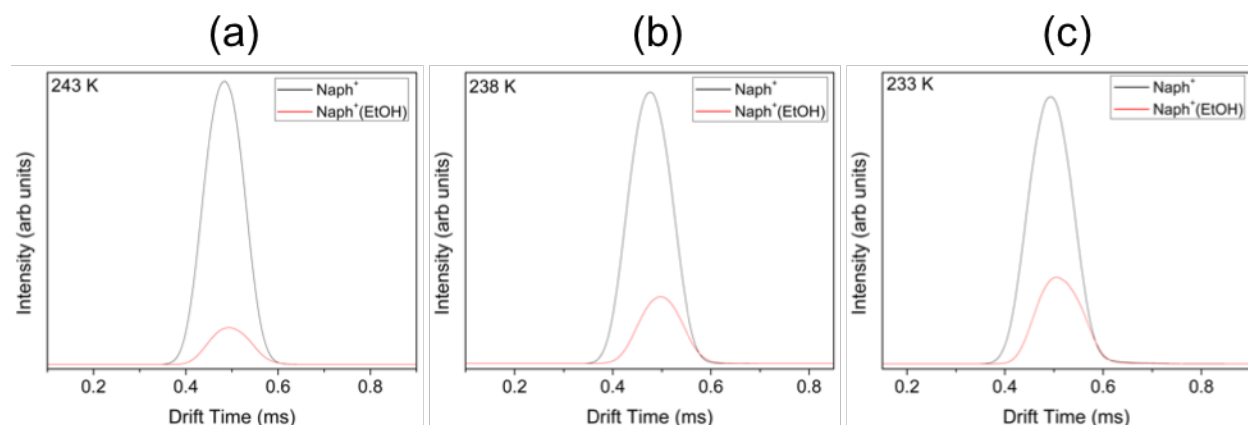 (a)
(b)
(c)
243 K
Naph⁺
Naph⁺(EtOH)
Intensity (arb units)
0.2
0.4
0.6
0.8
Drift Time (ms)
238 K
Naph⁺
Naph⁺(EtOH)
Intensity (arb units)
0.2
0.4
0.6
0.8
Drift Time (ms)
233 K
Naph⁺
Naph⁺(EtOH)
Intensity (arb units)
0.2
0.4
0.6
0.8
Drift Time (ms)